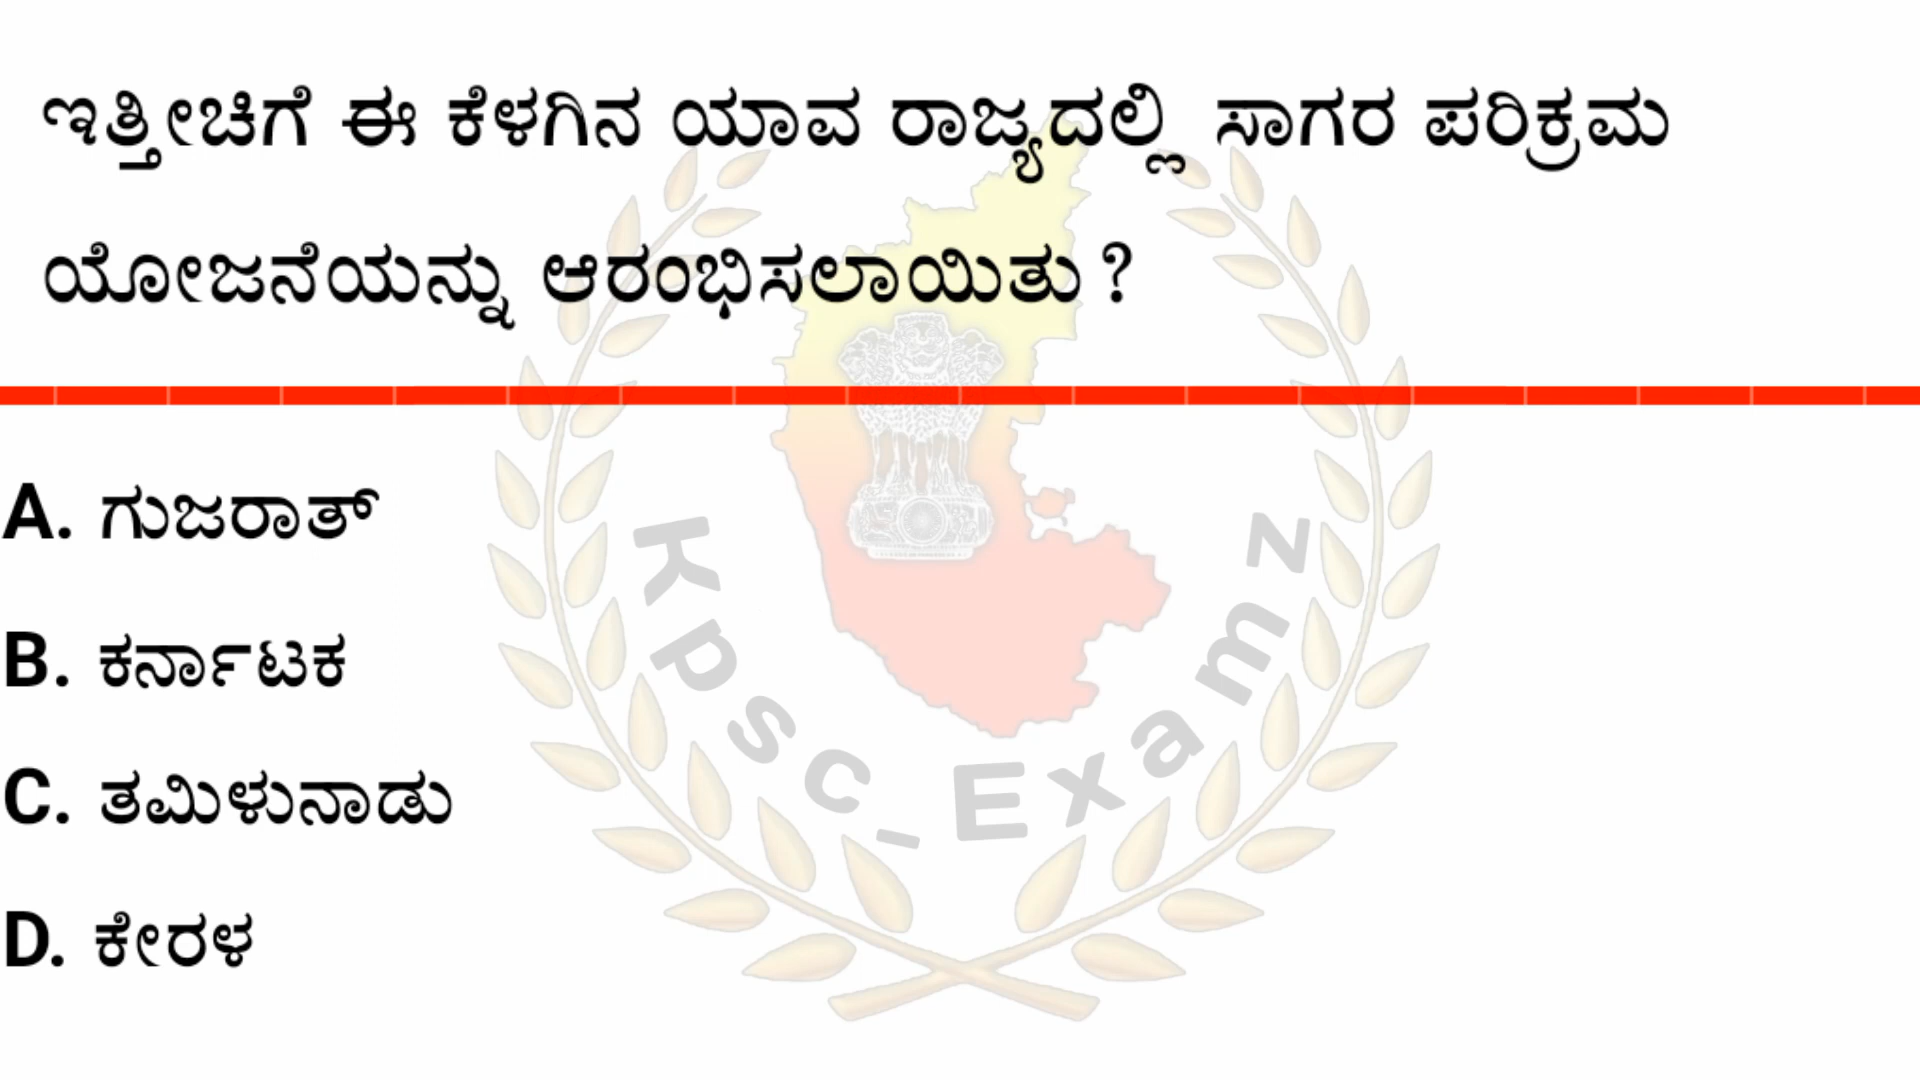 ಇತ್ತೀಚಿಗೆ ಈ ಕೆಳಗಿನ ಯಾವ ರಾಜ್ಯದಲ್ಲಿ ಸಾಗರ ಪರಿಕ್ರಮ
ಯೋಜನೆಯನ್ನು ಆರಂಭಿಸಲಾಯಿತು ?
A. ಗುಜರಾತ್
B. ಕರ್ನಾಟಕ
C. ತಮಿಳುನಾಡು
D. ಕೇರಳ
Kpsc_Examz